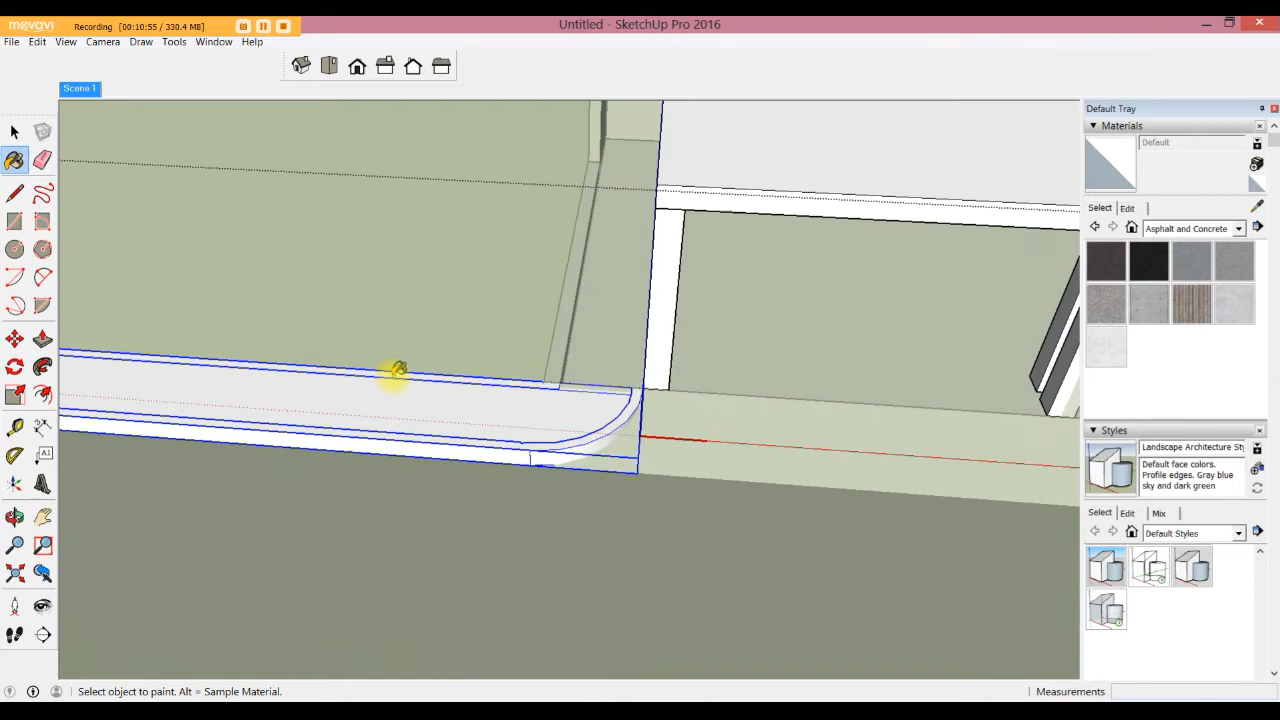 movavi Recording [00:10:55 / 330.4 MB]
Untitled - SketchUp Pro 2016
File Edit View Camera Draw Tools Window Help
Scene 1
Default Tray
Materials
Default
Select Edit
Asphalt and Concrete
A1
Styles
Landscape Architecture Sty
Default face colors.
Profile edges. Gray blue
sky and dark green
Select Edit Mix
Default Styles
Select object to paint. Alt = Sample Material.
Measurements